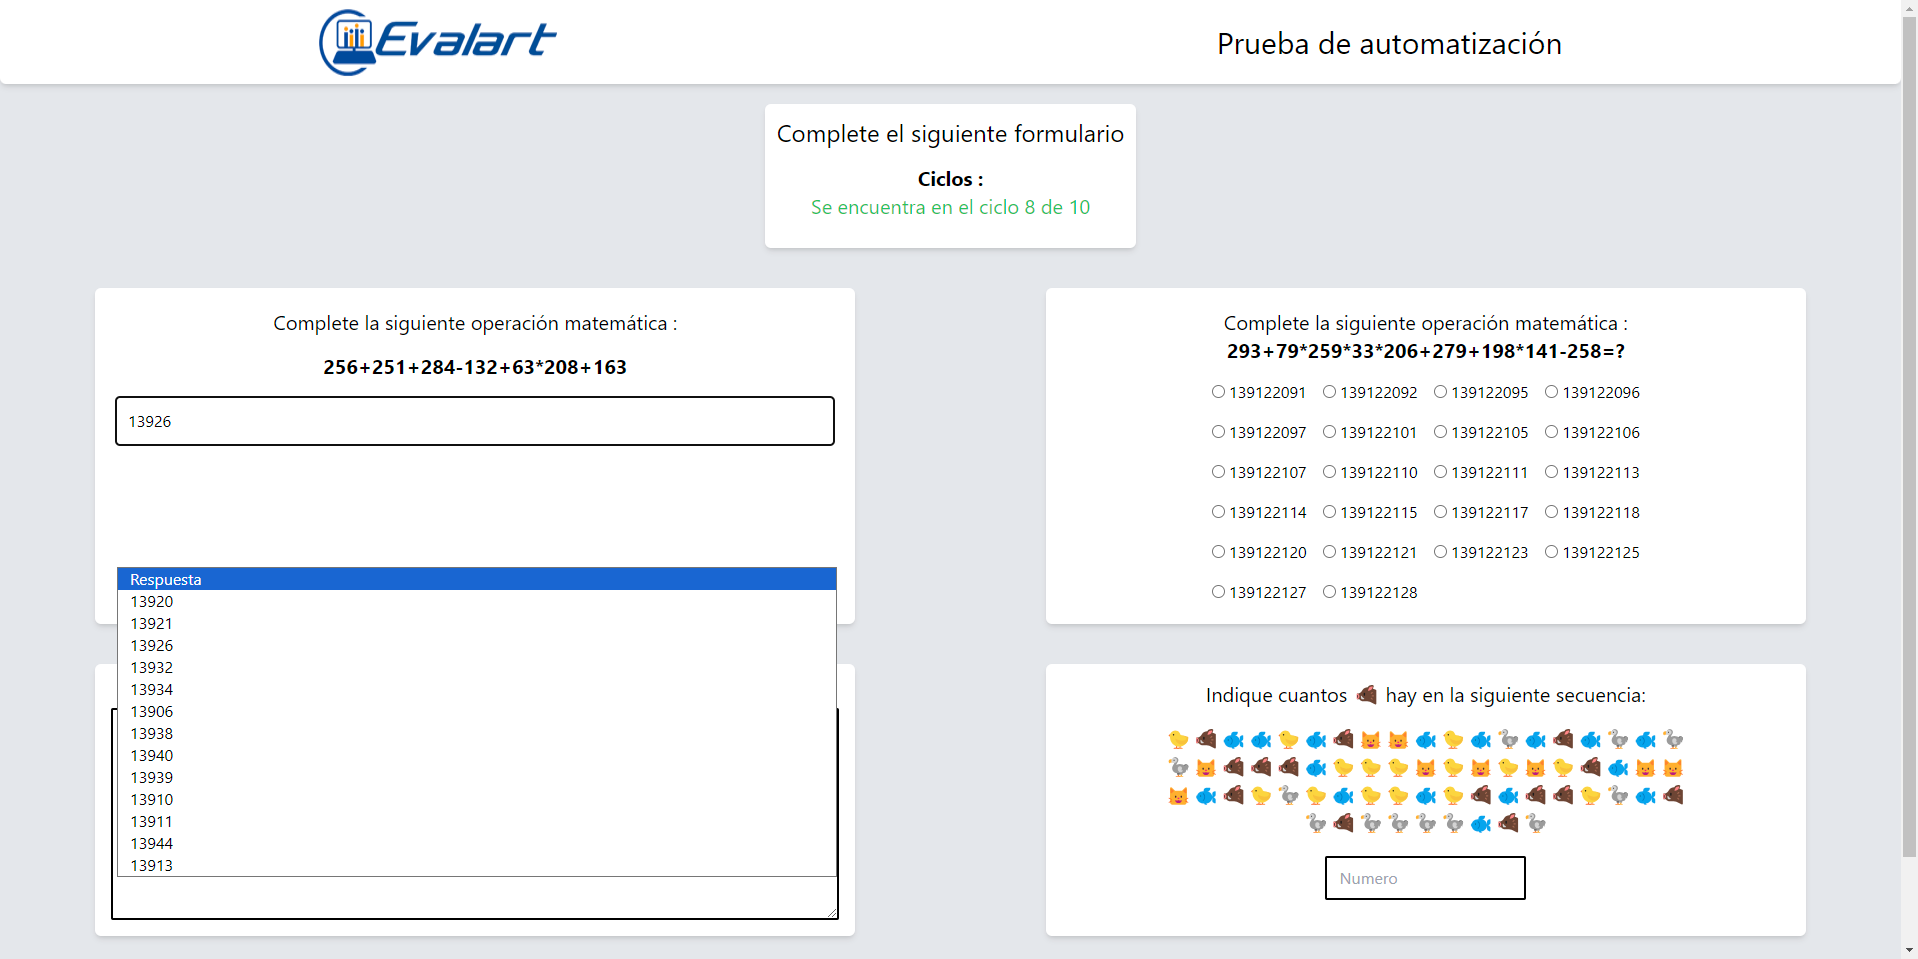 Evalart
Prueba de automatización
Complete el siguiente formulario
Ciclos :
Se encuentra en el ciclo 8 de 10
Complete la siguiente operación matemática :
256+251+284-132+63*208+163
13926
Respuesta
13920
13921
13926
13932
13934
13906
13938
13940
13939
13910
13911
13944
13913
Complete la siguiente operación matemática :
293+79*259*33*206+279+198*141-258=?
139122091 139122092 139122095 139122096
139122097 139122101 139122105 139122106
139122107 139122110 139122111 139122113
139122114 139122115 139122117 139122118
139122120 139122121 139122123 139122125
139122127 139122128
Indique cuantos hay en la siguiente secuencia:
Numero